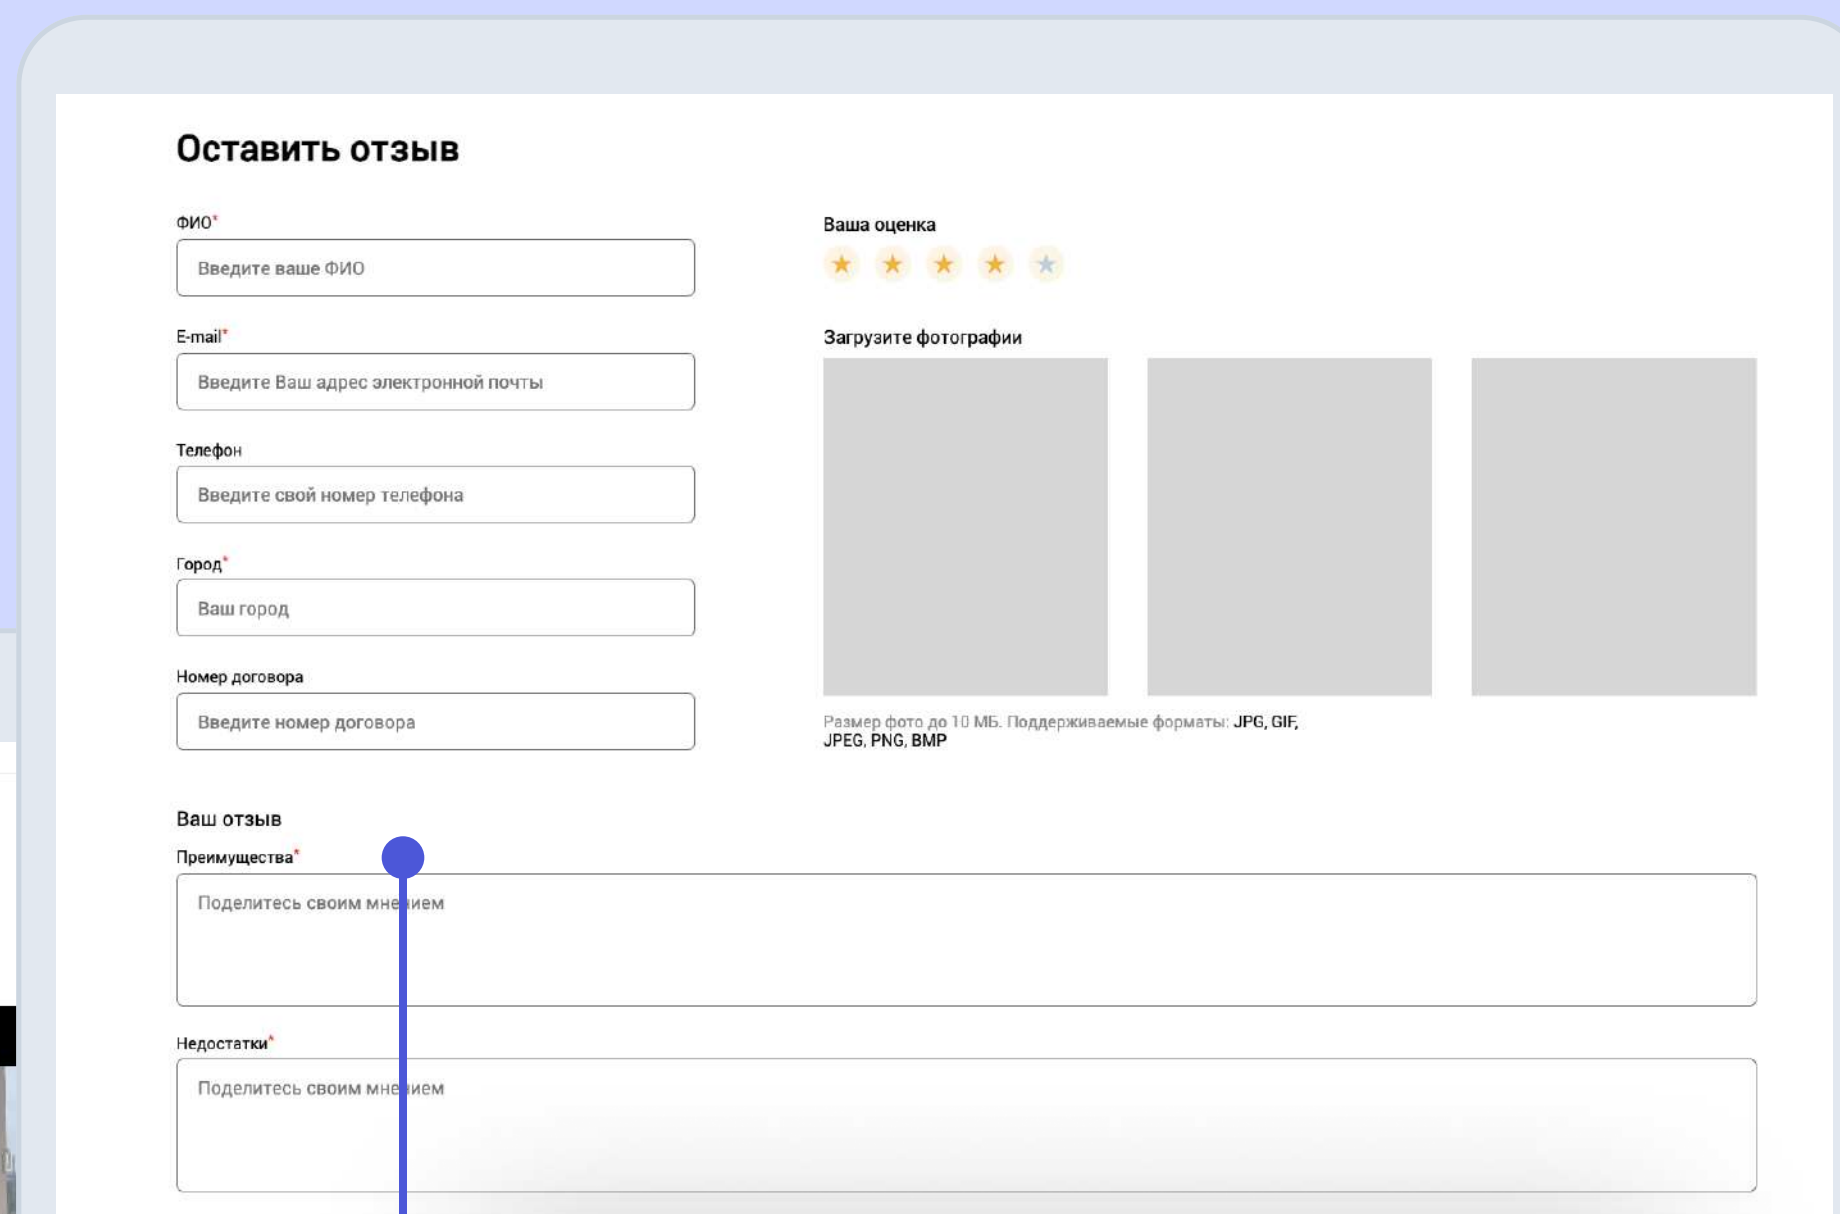 Оставить отзыв
ФИО*
Введите ваше ФИО
E-mail*
Введите Ваш адрес электронной почты
Телефон
Введите свой номер телефона
Город*
Ваш город
Номер договора
Введите номер договора
Ваша оценка
Загрузите фотографии
Размер фото до 10 МБ. Поддерживаемые форматы: JPG, GIF,
JPEG, PNG, BMP
Ваш отзыв
Преимущества*
Поделитесь своим мнением
Недостатки*
Поделитесь своим мнением